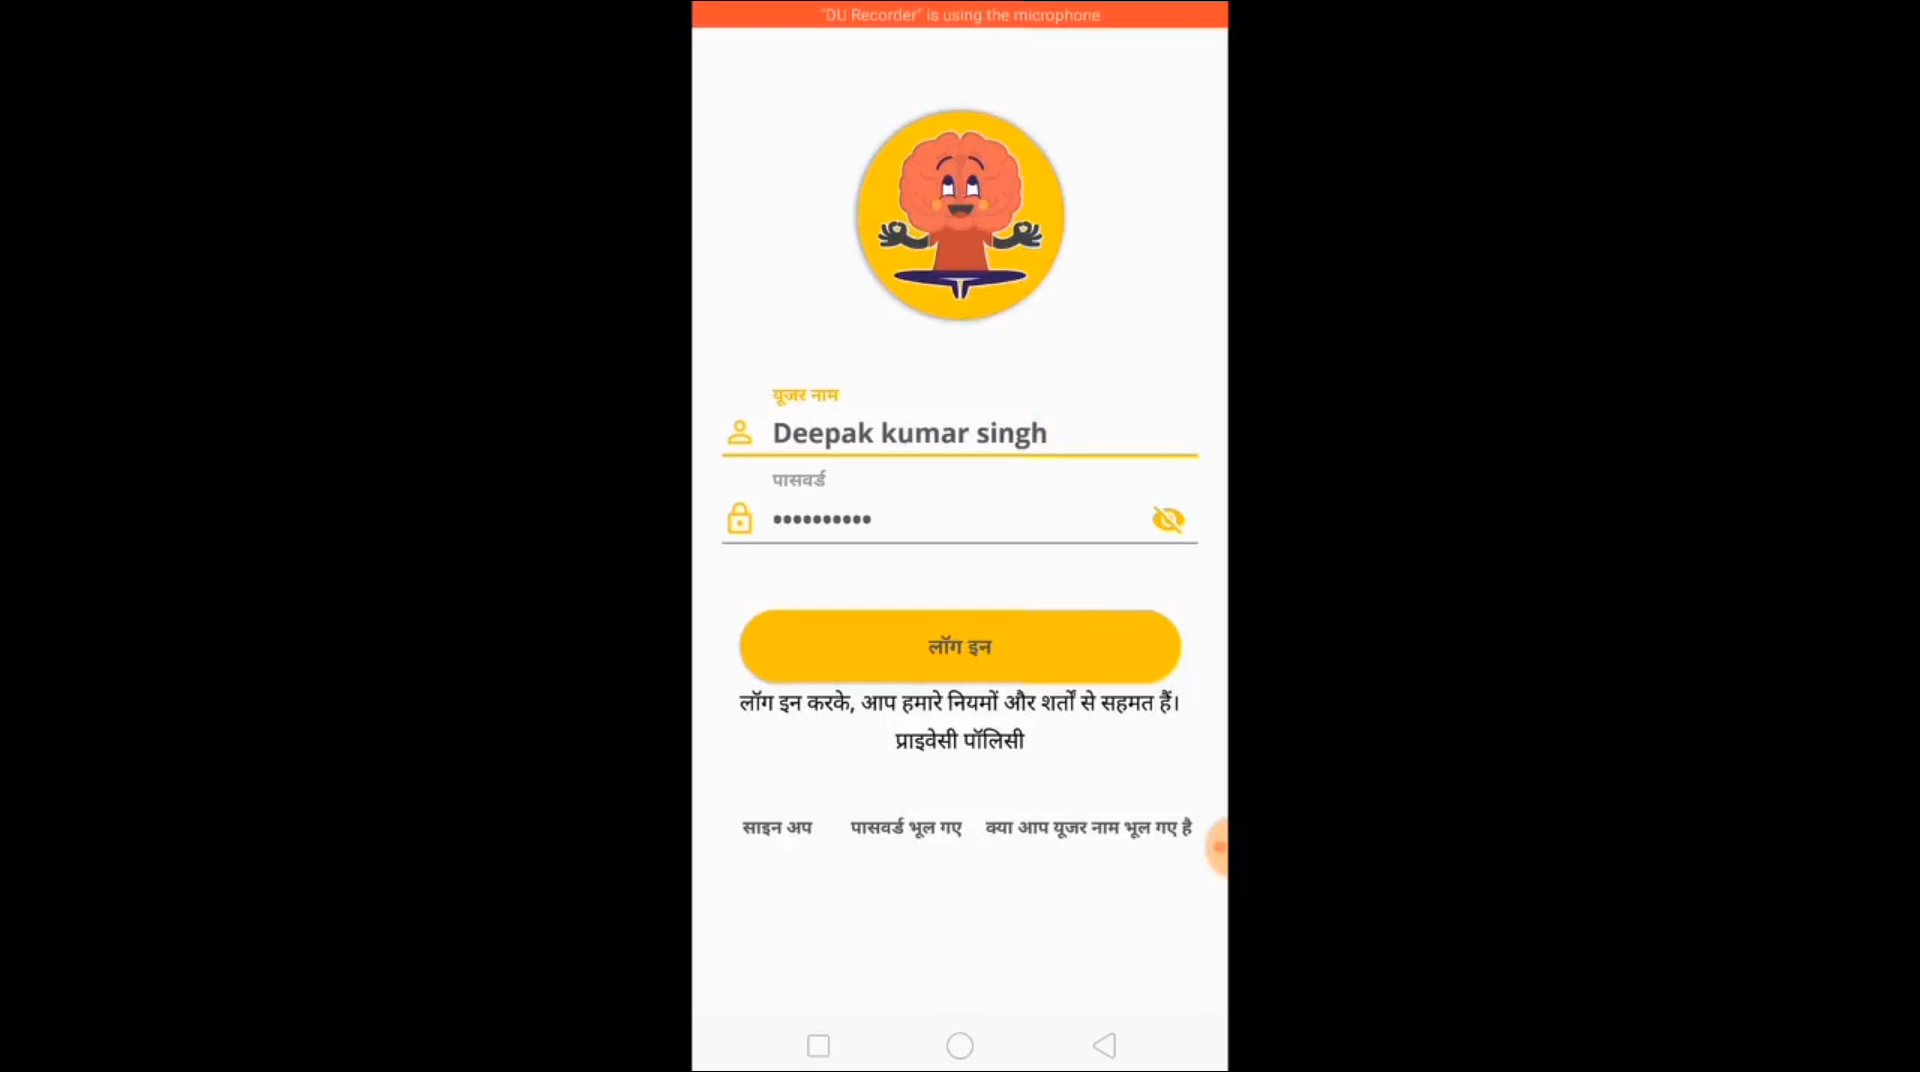 "DU Recorder" is using the microphone
यूजर नाम
Deepak kumar singh
पासवर्ड
••••••••••
लॉग इन
लॉग इन करके, आप हमारे नियमों और शर्तों से सहमत हैं।
प्राइवेसी पॉलिसी
साइन अप पासवर्ड भूल गए क्या आप यूजर नाम भूल गए है